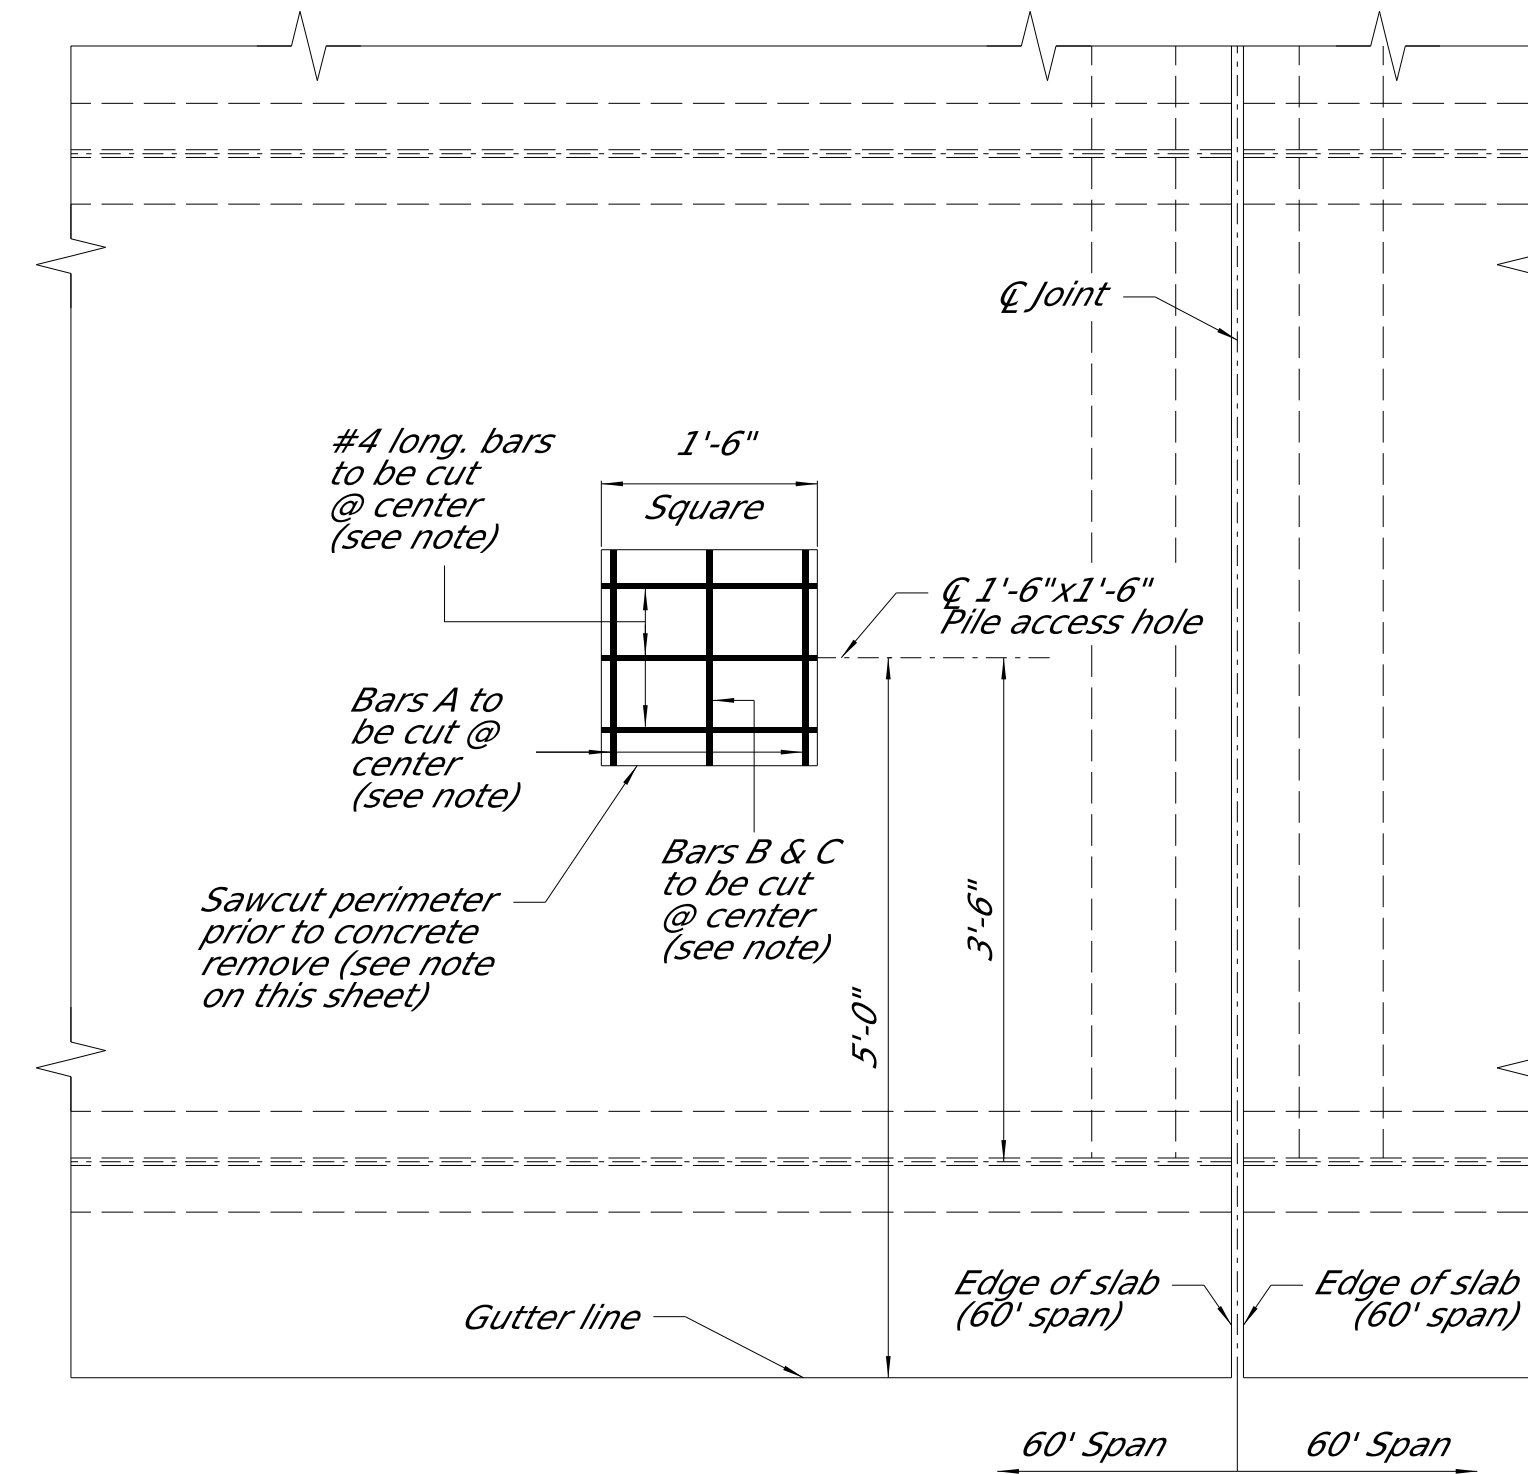 ℄ Joint
#4 long. bars
to be cut
@ center
(see note)
1'-6"
Square
℄ 1'-6"x1'-6"
Pile access hole
Bars A to
be cut @
center
(see note)
Bars B & C
to be cut
@ center
(see note)
Sawcut perimeter
prior to concrete
remove (see note
on this sheet)
3'-6"
5'-0"
Edge of slab
(60' span)
Edge of slab
(60' span)
Gutter line
60' Span
60' Span